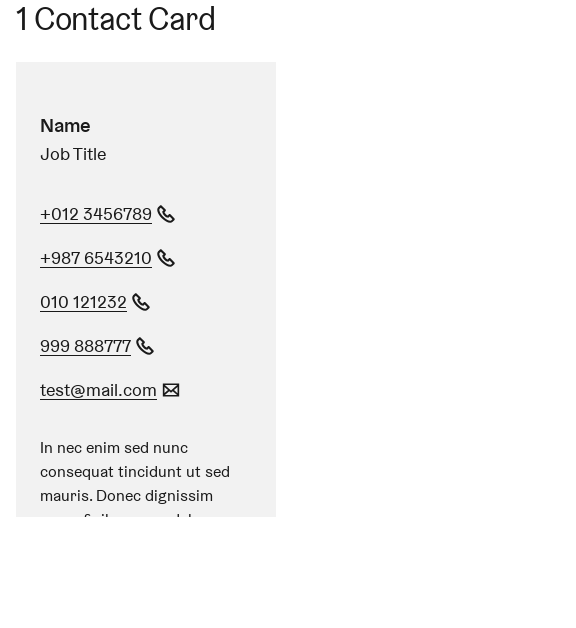 1 Contact Card
Name
Job Title
+012 3456789
+987 6543210
010 121232
999 888777
test@mail.com
In nec enim sed nunc
consequat tincidunt ut sed
mauris. Donec dignissim